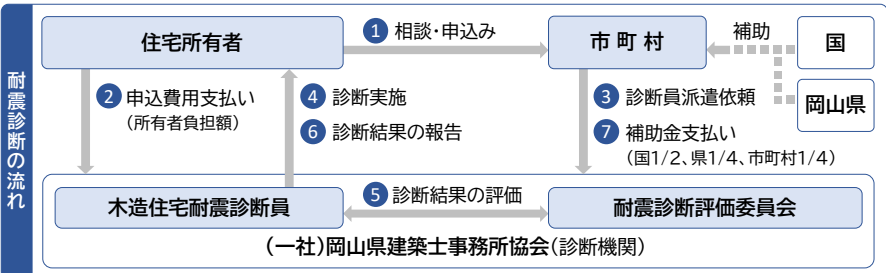 耐震診断の流れ
住宅所有者
1 相談・申込み
市町村
補助
国
岡山県
2 申込費用支払い
(所有者負担額)
4 診断実施
6 診断結果の報告
3 診断員派遣依頼
7 補助金支払い
(国1/2、県1/4、市町村1/4)
木造住宅耐震診断員
5 診断結果の評価
耐震診断評価委員会
(一社)岡山県建築士事務所協会(診断機関)